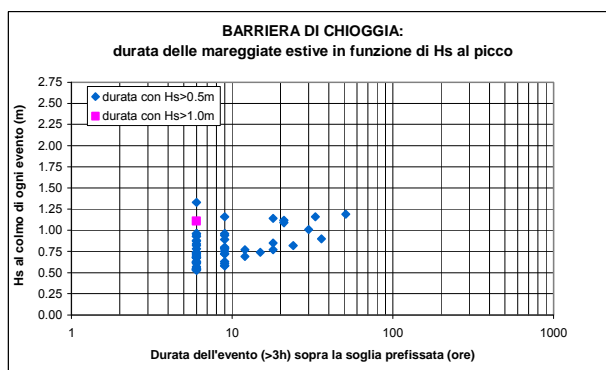 BARRIERA DI CHIOGGIA:
durata delle mareggiate estive in funzione di Hs al picco
Hs al colmo di ogni evento (m)
2.75
2.50
2.25
2.00
1.75
1.50
1.25
1.00
0.75
0.50
0.25
0.00
durata con Hs>0.5m
durata con Hs>1.0m
1
10
100
1000
Durata dell'evento (>3h) sopra la soglia prefissata (ore)